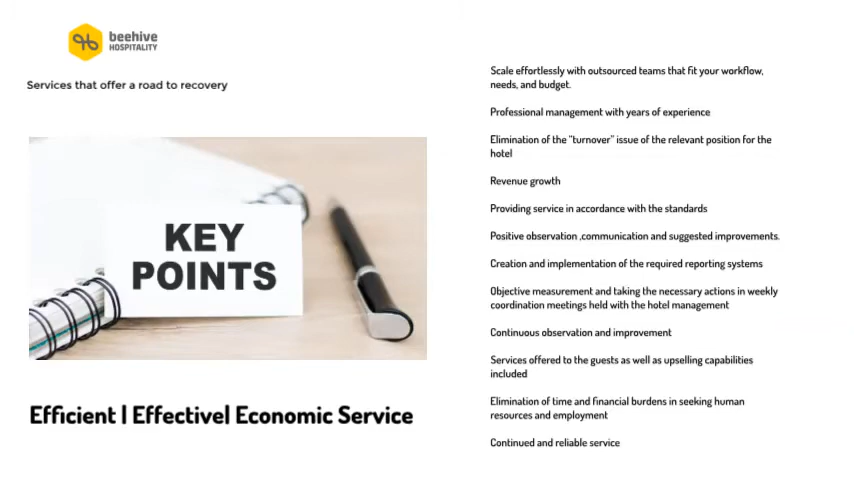 beehive
HOSPITALITY
Services that offer a road to recovery
KEY
POINTS
Efficient | Effective| Economic Service
Scale effortlessly with outsourced teams that fit your workflow,
needs, and budget.
Professional management with years of experience
Elimination of the "turnover" issue of the relevant position for the
hotel
Revenue growth
Providing service in accordance with the standards
Positive observation ,communication and suggested improvements.
Creation and implementation of the required reporting systems
Objective measurement and taking the necessary actions in weekly
coordination meetings held with the hotel management
Continuous observation and improvement
Services offered to the guests as well as upselling capabilities
included
Elimination of time and financial burdens in seeking human
resources and employment
Continued and reliable service